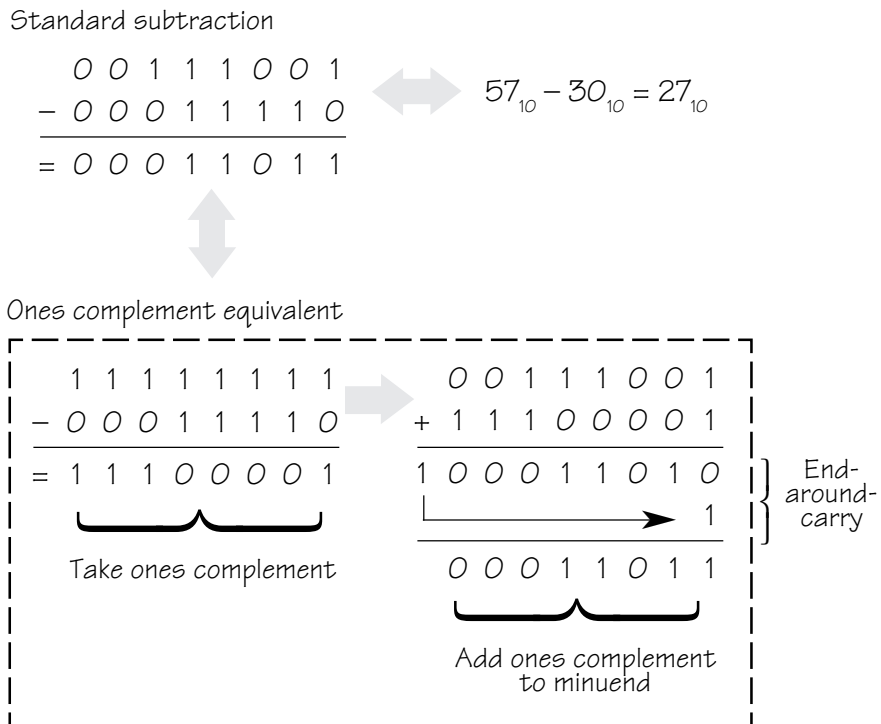 Standard subtraction
0 0 1 1 1 0 0 1
– 0 0 0 1 1 1 1 0
= 0 0 0 1 1 0 1 1
57₁₀ – 30₁₀ = 27₁₀
Ones complement equivalent
1 1 1 1 1 1 1 1
– 0 0 0 1 1 1 1 0
= 1 1 1 0 0 0 0 1
Take ones complement
0 0 1 1 1 0 0 1
+ 1 1 1 0 0 0 0 1
1 0 0 0 1 1 0 1 0
1
0 0 0 1 1 0 1 1
End-
around-
carry
Add ones complement
to minuend